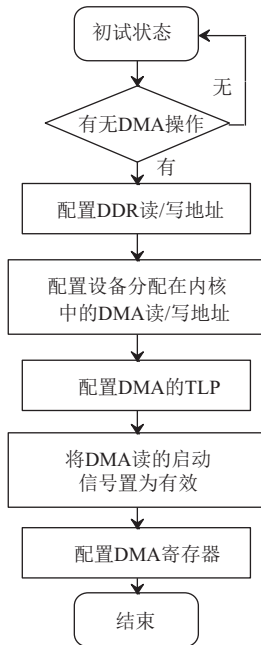 初试状态
无
有无DMA操作
有
配置DDR读/写地址
配置设备分配在内核
中的DMA读/写地址
配置DMA的TLP
将DMA读的启动
信号置为有效
配置DMA寄存器
结束